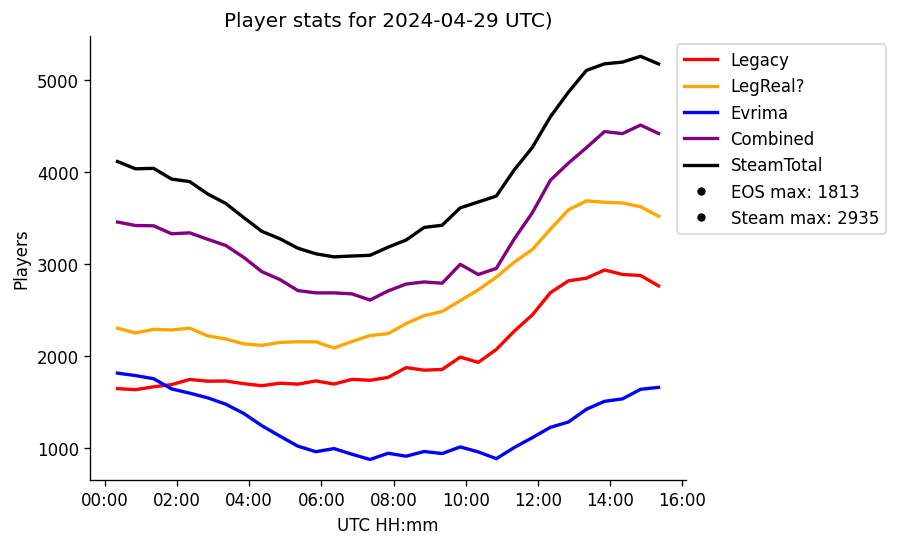 Player stats for 2024-04-29 UTC)
Legacy
LegReal?
Evrima
Combined
SteamTotal
EOS max: 1813
Steam max: 2935
5000
4000
3000
2000
1000
Players
00:00 02:00 04:00 06:00 08:00 10:00 12:00 14:00 16:00
UTC HH:mm